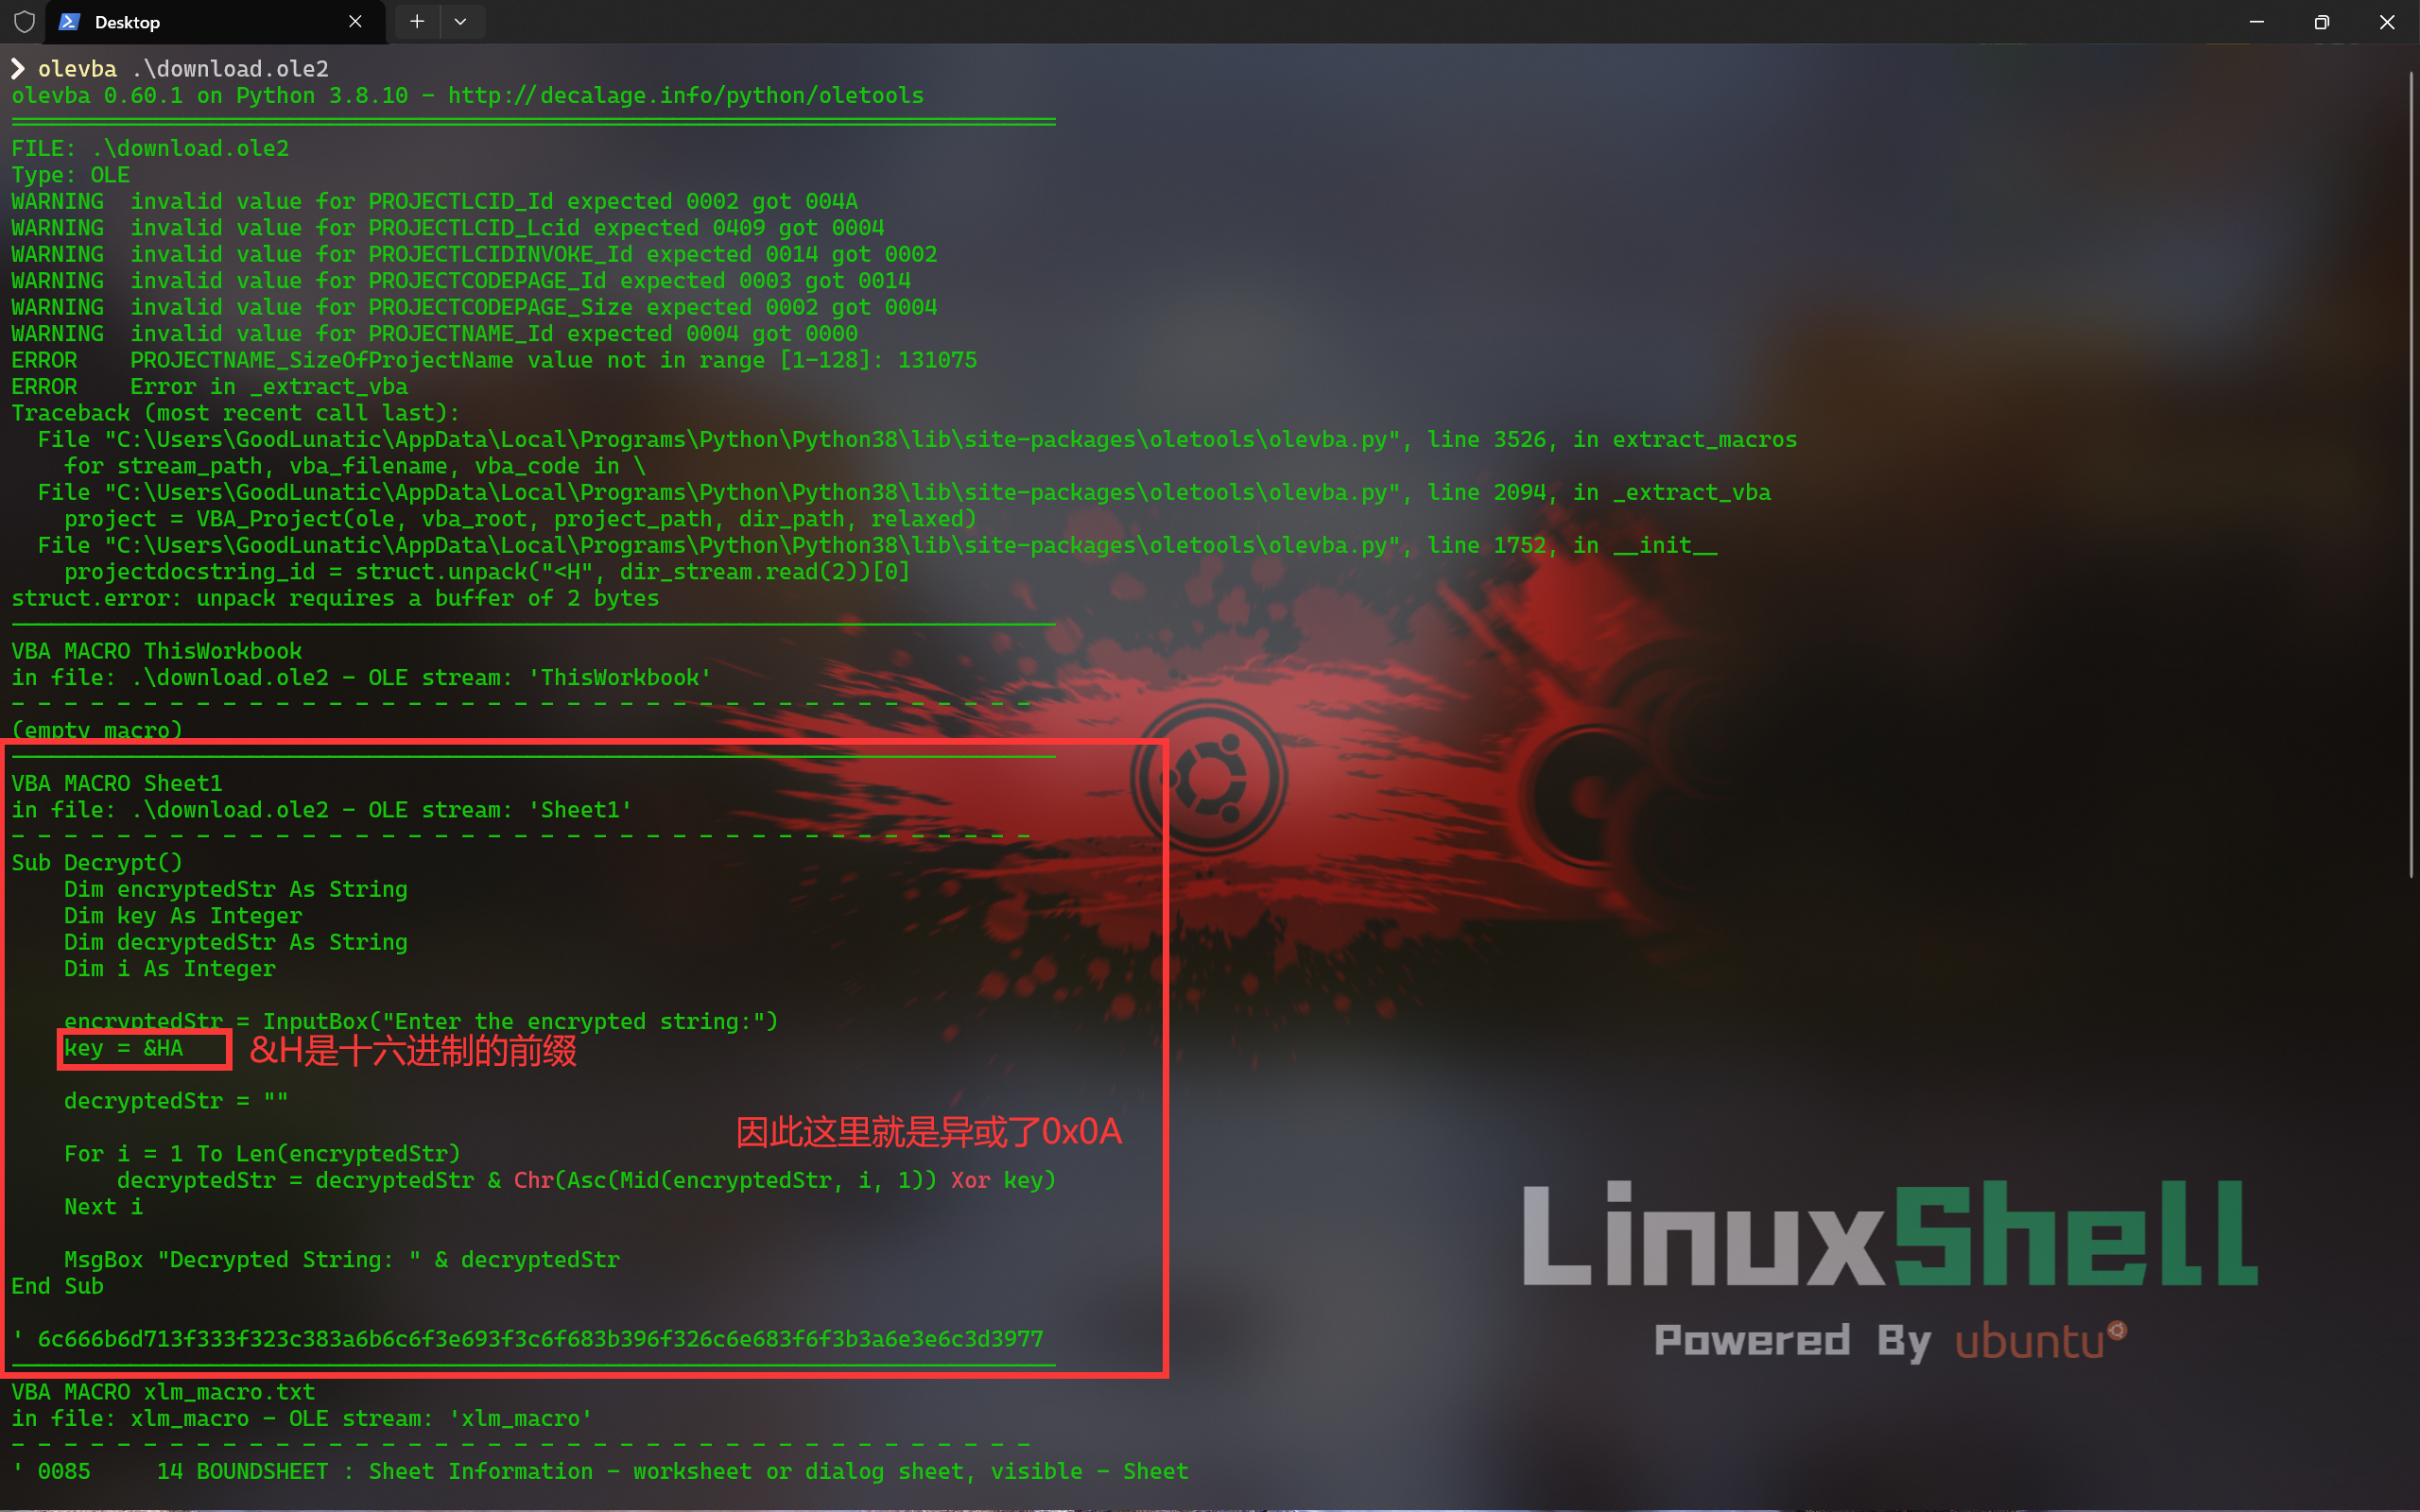 Desktop
olevba .\download.ole2
olevba 0.60.1 on Python 3.8.10 - http://decalage.info/python/oletools
===============================================================================
FILE: .\download.ole2
Type: OLE
WARNING  invalid value for PROJECTLCID_Id expected 0002 got 004A
WARNING  invalid value for PROJECTLCID_Lcid expected 0409 got 0004
WARNING  invalid value for PROJECTLCIDINVOKE_Id expected 0014 got 0002
WARNING  invalid value for PROJECTCODEPAGE_Id expected 0003 got 0014
WARNING  invalid value for PROJECTCODEPAGE_Size expected 0002 got 0004
WARNING  invalid value for PROJECTNAME_Id expected 0004 got 0000
ERROR    PROJECTNAME_SizeOfProjectName value not in range [1-128]: 131075
ERROR    Error in _extract_vba
Traceback (most recent call last):
  File "C:\Users\GoodLunatic\AppData\Local\Programs\Python\Python38\lib\site-packages\oletools\olevba.py", line 3526, in extract_macros
    for stream_path, vba_filename, vba_code in \
  File "C:\Users\GoodLunatic\AppData\Local\Programs\Python\Python38\lib\site-packages\oletools\olevba.py", line 2094, in _extract_vba
    project = VBA_Project(ole, vba_root, project_path, dir_path, relaxed)
  File "C:\Users\GoodLunatic\AppData\Local\Programs\Python\Python38\lib\site-packages\oletools\olevba.py", line 1752, in __init__
    projectdocstring_id = struct.unpack("<H", dir_stream.read(2))[0]
struct.error: unpack requires a buffer of 2 bytes
-------------------------------------------------------------------------------
VBA MACRO ThisWorkbook
in file: .\download.ole2 - OLE stream: 'ThisWorkbook'
- - - - - - - - - - - - - - - - - - - - - - - - - - - - - - - - - - - - - - -
(empty macro)
-------------------------------------------------------------------------------
VBA MACRO Sheet1
in file: .\download.ole2 - OLE stream: 'Sheet1'
- - - - - - - - - - - - - - - - - - - - - - - - - - - - - - - - - - - - - - -
Sub Decrypt()
    Dim encryptedStr As String
    Dim key As Integer
    Dim decryptedStr As String
    Dim i As Integer
    encryptedStr = InputBox("Enter the encrypted string:")
    key = &HA
&H是十六进制的前缀
    decryptedStr = ""
因此这里就是异或了0x0A
    For i = 1 To Len(encryptedStr)
        decryptedStr = decryptedStr & Chr(Asc(Mid(encryptedStr, i, 1)) Xor key)
    Next i
    MsgBox "Decrypted String: " & decryptedStr
End Sub
' 6c666b6d713f333f323c383a6b6c6f3e693f3c6f683b396f326c6e683f6f3b3a6e3e6c3d3977
-------------------------------------------------------------------------------
VBA MACRO xlm_macro.txt
in file: xlm_macro - OLE stream: 'xlm_macro'
- - - - - - - - - - - - - - - - - - - - - - - - - - - - - - - - - - - - - - -
' 0085     14 BOUNDSHEET : Sheet Information - worksheet or dialog sheet, visible - Sheet
LinuxShell
Powered By ubuntu